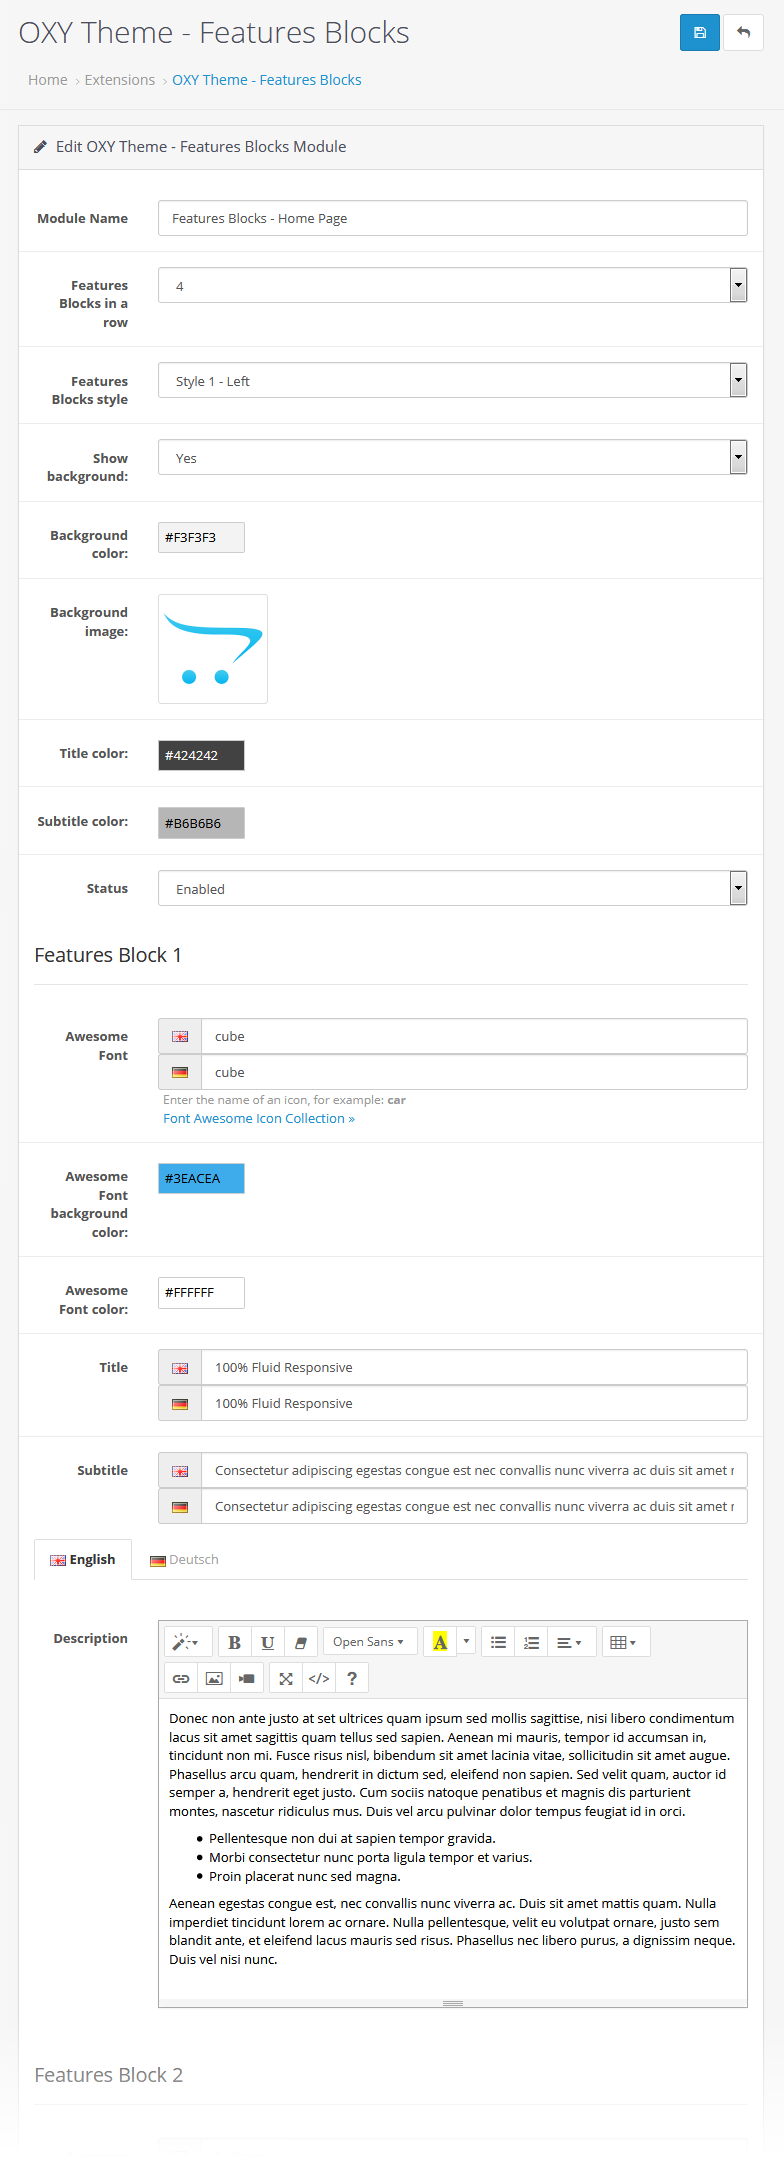 OXY Theme - Features Blocks
Home › Extensions › OXY Theme - Features Blocks
Edit OXY Theme - Features Blocks Module
Module Name
Features Blocks - Home Page
Features
Blocks in a
row
4
Features
Blocks style
Style 1 - Left
Show
background:
Yes
Background
color:
#F3F3F3
Background
image:
Title color:
#424242
Subtitle color:
#B6B6B6
Status
Enabled
Features Block 1
Awesome
Font
cube
cube
Enter the name of an icon, for example: car
Font Awesome Icon Collection »
Awesome
Font
background
color:
#3EACEA
Awesome
Font color:
#FFFFFF
Title
100% Fluid Responsive
100% Fluid Responsive
Subtitle
Consectetur adipiscing egestas congue est nec convallis nunc viverra ac duis sit amet
Consectetur adipiscing egestas congue est nec convallis nunc viverra ac duis sit amet
English Deutsch
Description
B U Open Sans A
</> ?
Donec non ante justo at set ultrices quam ipsum sed mollis sagittise, nisi libero condimentum
lacus sit amet sagittis quam tellus sed sapien. Aenean mi mauris, tempor id accumsan in,
tincidunt non mi. Fusce risus nisl, bibendum sit amet lacinia vitae, sollicitudin sit amet augue.
Phasellus arcu quam, hendrerit in dictum sed, eleifend non sapien. Sed velit quam, auctor id
semper a, hendrerit eget justo. Cum sociis natoque penatibus et magnis dis parturient
montes, nascetur ridiculus mus. Duis vel arcu pulvinar dolor tempus feugiat id in orci.
• Pellentesque non dui at sapien tempor gravida.
• Morbi consectetur nunc porta ligula tempor et varius.
• Proin placerat nunc sed magna.
Aenean egestas congue est, nec convallis nunc viverra ac. Duis sit amet mattis quam. Nulla
imperdiet tincidunt lorem ac ornare. Nulla pellentesque, velit eu volutpat ornare, justo sem
blandit ante, et eleifend lacus mauris sed risus. Phasellus nec libero purus, a dignissim neque.
Duis vel nisi nunc.
Features Block 2